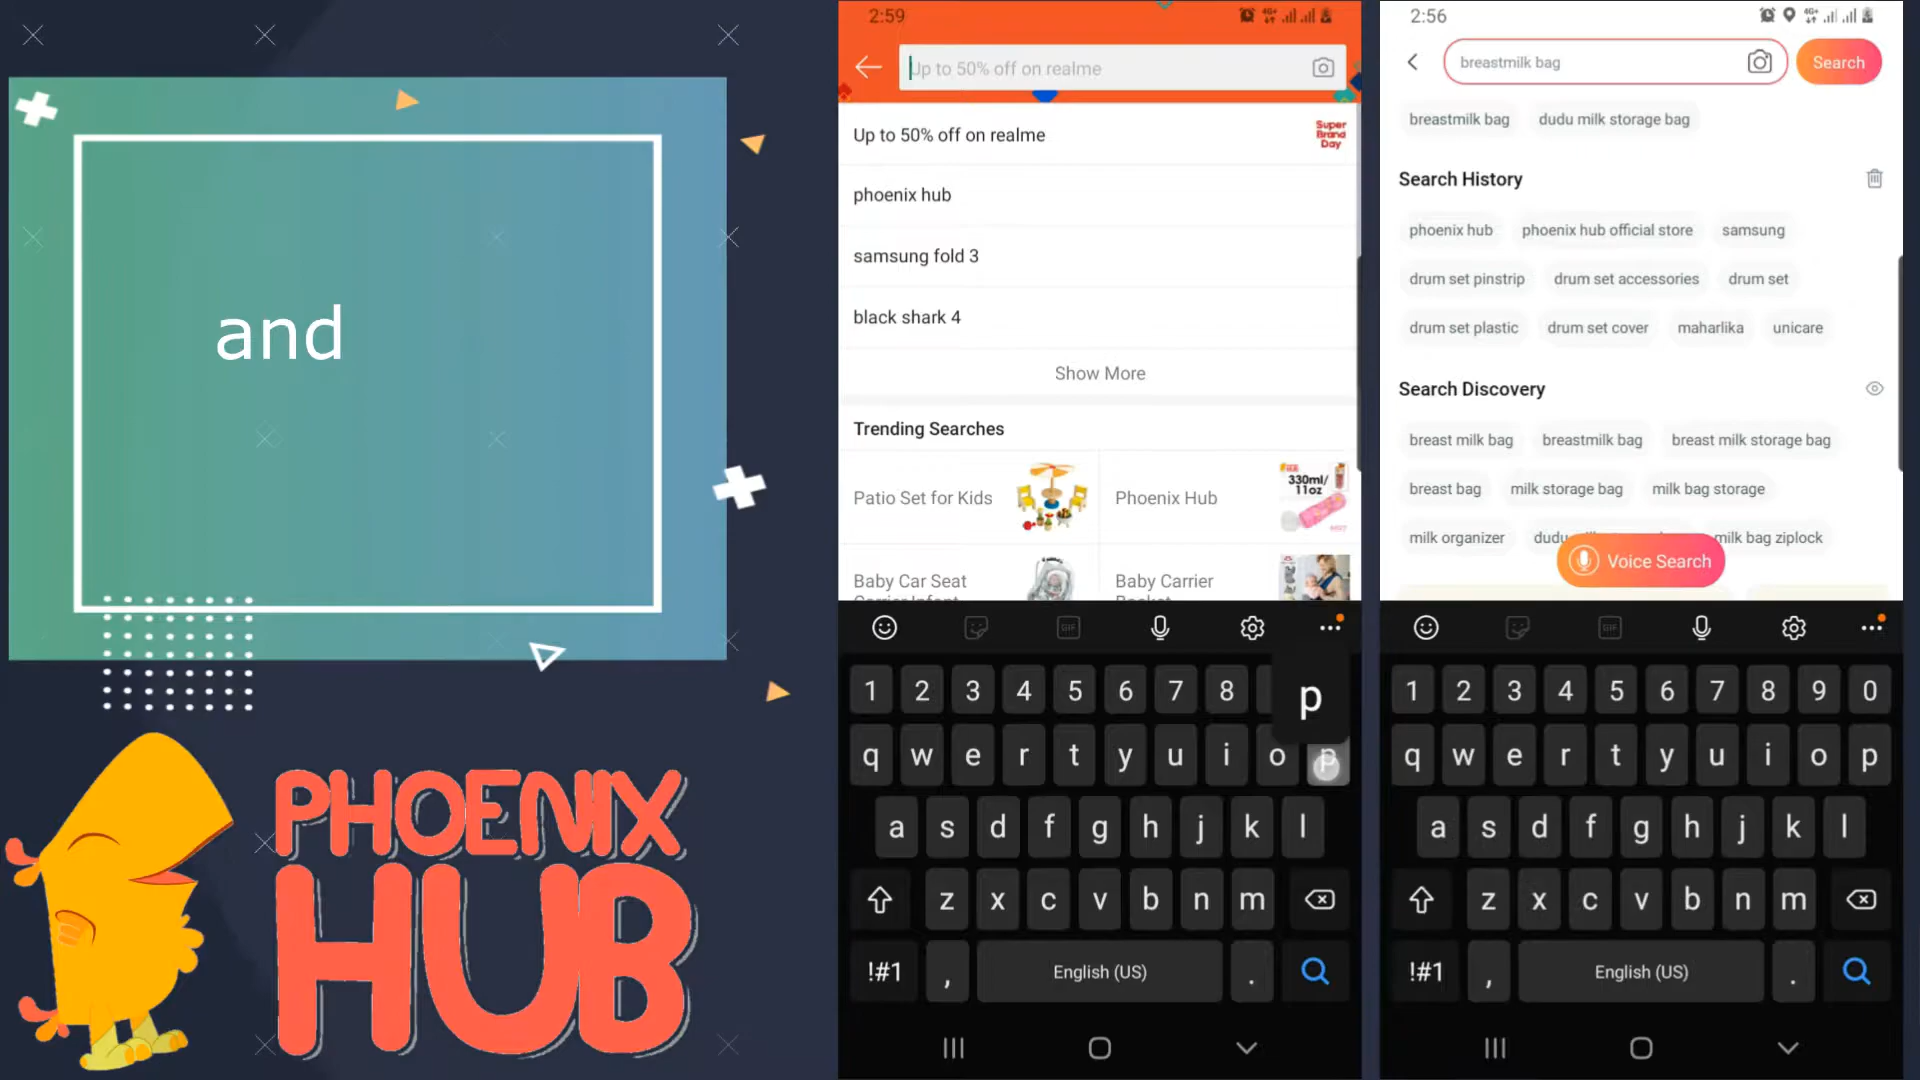 and
PHOENIX
HUB
2:59
4G+
Up to 50% off on realme
Up to 50% off on realme
Super
Brand
Day
phoenix hub
samsung fold 3
black shark 4
Show More
Trending Searches
Patio Set for Kids
Phoenix Hub
330ml/
11oz
Baby Car Seat
Baby Carrier
GIF
1 2 3 4 5 6 7 8
p
q w e r t y u i o p
a s d f g h j k l
z x c v b n m
!#1 , English (US) .
2:56
4G+
breastmilk bag
Search
breastmilk bag dudu milk storage bag
Search History
phoenix hub phoenix hub official store samsung
drum set pinstrip drum set accessories drum set
drum set plastic drum set cover maharlika unicare
Search Discovery
breast milk bag breastmilk bag breast milk storage bag
breast bag milk storage bag milk bag storage
milk organizer dudu milk bag ziplock
Voice Search
GIF
1 2 3 4 5 6 7 8 9 0
q w e r t y u i o p
a s d f g h j k l
z x c v b n m
!#1 , English (US) .